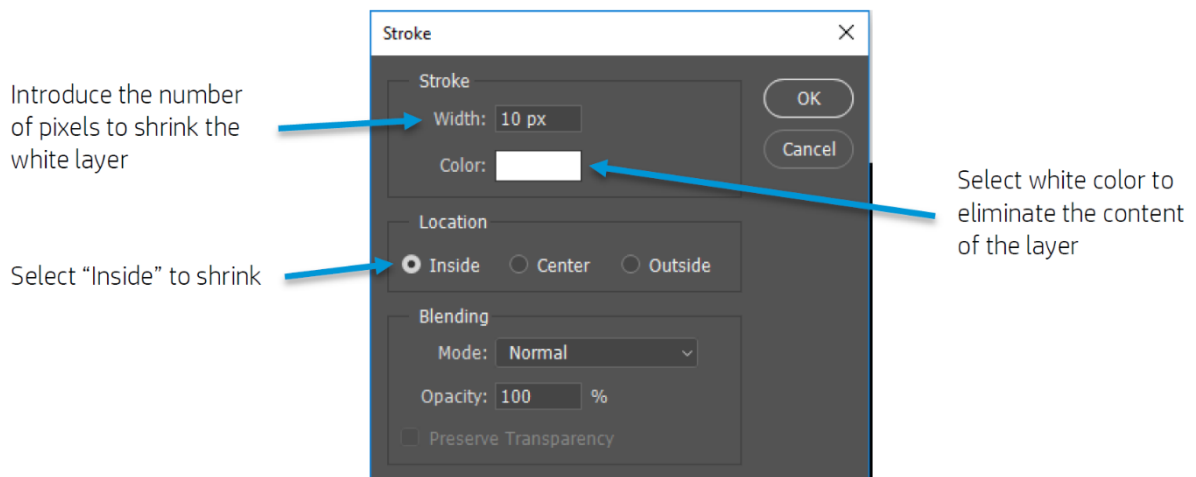 Stroke
Introduce the number
of pixels to shrink the
white layer
Stroke
Width: 10 px
Color:
OK
Cancel
Select white color to
eliminate the content
of the layer
Location
Inside Center Outside
Select “Inside” to shrink
Blending
Mode: Normal
Opacity: 100 %
Preserve Transparency